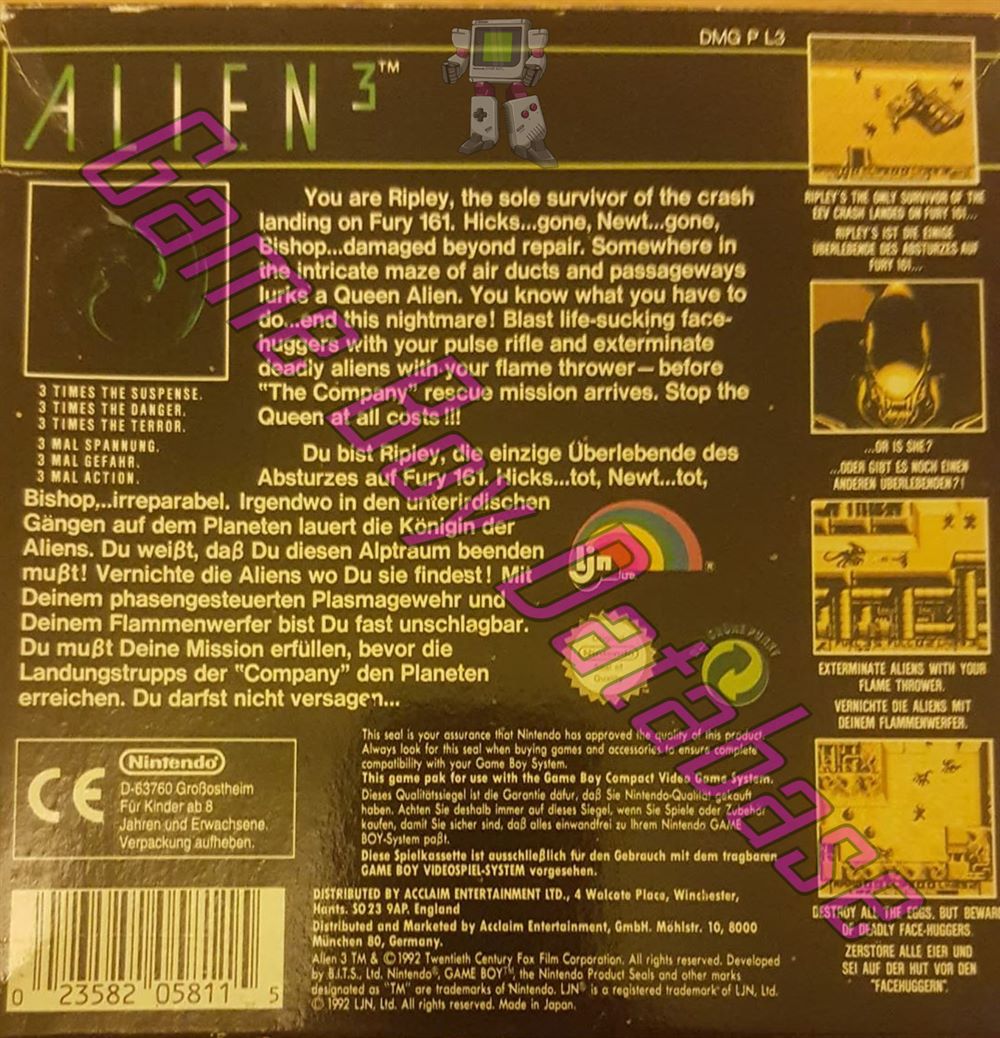 DMG P L3
ALIEN 3™
You are Ripley, the sole survivor of the crash
landing on Fury 161. Hicks...gone, Newt...gone,
Bishop...damaged beyond repair. Somewhere in
the intricate maze of air ducts and passageways
lurks a Queen Alien. You know what you have to
do...end this nightmare! Blast life-sucking face-
huggers with your pulse rifle and exterminate
deadly aliens with your flame thrower—before
"The Company" rescue mission arrives. Stop the
Queen at all costs!!!
3 TIMES THE SUSPENSE.
3 TIMES THE DANGER.
3 TIMES THE TERROR.
3 MAL SPANNUNG.
3 MAL GEFAHR.
3 MAL ACTION.
Du bist Ripley, die einzige Überlebende des
Absturzes auf Fury 161. Hicks...tot, Newt...tot,
Bishop,..irreparabel. Irgendwo in den unterirdischen
Gängen auf dem Planeten lauert die Königin der
Aliens. Du weißt, daß Du diesen Alptraum beenden
mußt! Vernichte die Aliens wo Du sie findest! Mit
Deinem phasengesteuerten Plasmagewehr und
Deinem Flammenwerfer bist Du fast unschlagbar.
Du mußt Deine Mission erfüllen, bevor die
Landungstrupps der "Company" den Planeten
erreichen. Du darfst nicht versagen...
RIPLEY'S THE ONLY SURVIVOR OF THE
EEV CRASH LANDED ON FURY 161...
RIPLEY'S IST DIE EINIGE
ÜBERLEBENDE DES ABSTURZES AUF
FURY 161...
...OR IS SHE?
...ODER GIBT ES NOCH EINEN
ANDEREN ÜBERLEBENDEN?!
EXTERMINATE ALIENS WITH YOUR
FLAME THROWER.
VERNICHTE DIE ALIENS MIT
DEINEM FLAMMENWERFER.
DESTROY ALL THE EGGS, BUT BEWARE
OF DEADLY FACE-HUGGERS.
ZERSTÖRE ALLE EIER UND
SEI AUF DER HUT VOR DEN
"FACEHUGGERN".
ljn LTD. ®
Nintendo
Quality
GRÜNE PUNKT
This seal is your assurance that Nintendo has approved the quality of this product.
Always look for this seal when buying games and accessories to ensure complete
compatibility with your Game Boy System.
This game pak for use with the Game Boy Compact Video Game System.
Dieses Qualitätssiegel ist die Garantie dafür, daß Sie Nintendo-Qualität gekauft
haben. Achten Sie deshalb immer auf dieses Siegel, wenn Sie Spiele oder Zubehör
kaufen, damit Sie sicher sind, daß alles einwandfrei zu Ihrem Nintendo GAME
BOY-System paßt.
Diese Spielkassette ist ausschließlich für den Gebrauch mit dem tragbaren
GAME BOY VIDEOSPIEL-SYSTEM vorgesehen.
CE
Nintendo
D-63760 Großostheim
Für Kinder ab 8
Jahren und Erwachsene.
Verpackung aufheben.
DISTRIBUTED BY ACCLAIM ENTERTAINMENT LTD., 4 Walcote Place, Winchester,
Hants. SO23 9AP. England
Distributed and Marketed by Acclaim Entertainment, GmbH. Möhlstr. 10, 8000
München 80, Germany.
Alien 3 TM & ©1992 Twentieth Century Fox Film Corporation. All rights reserved. Developed
by B.I.T.S., Ltd. Nintendo®, GAME BOY™, the Nintendo Product Seals and other marks
designated as "TM" are trademarks of Nintendo. LJN® is a registered trademark of LJN, Ltd.
©1992 LJN, Ltd. All rights reserved. Made in Japan.
0 23582 05811 5
Game Boy Database